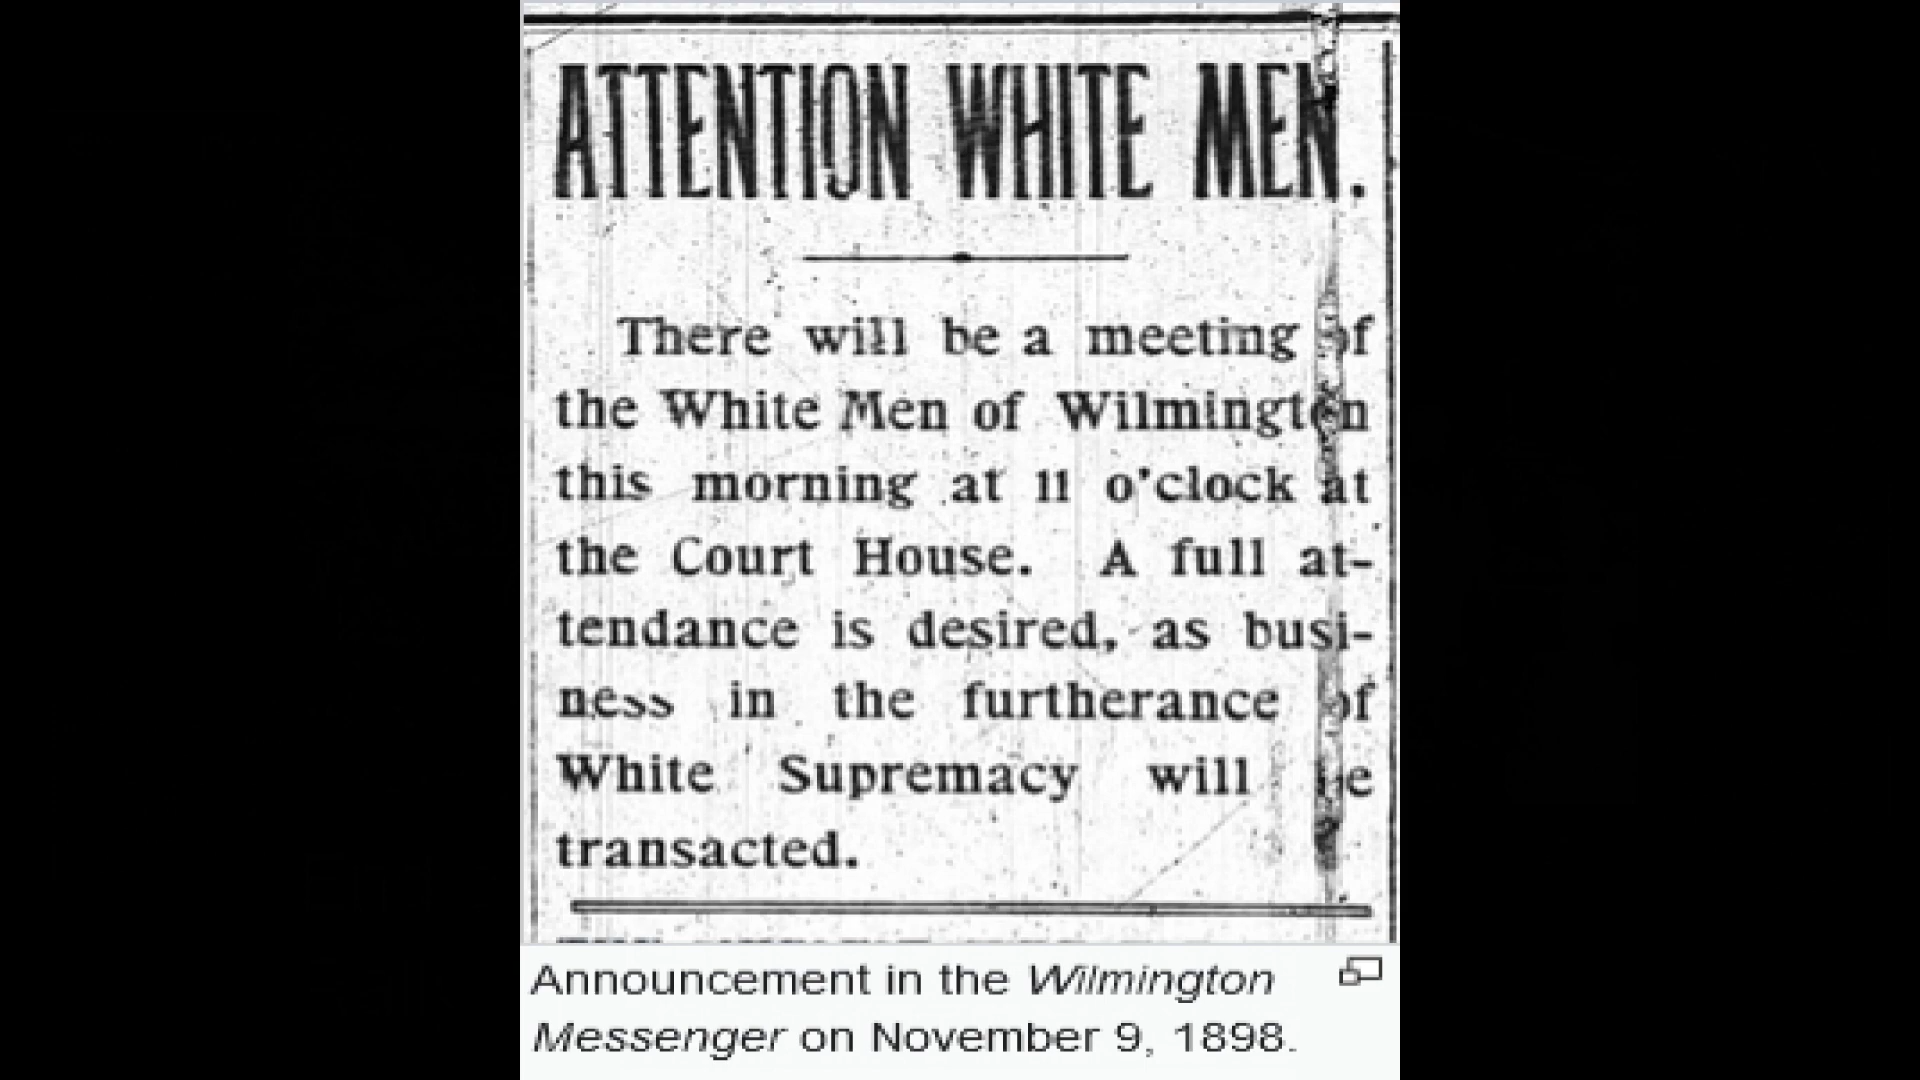 ATTENTION WHITE MEN.
There will be a meeting of
the White Men of Wilmington
this morning at 11 o'clock at
the Court House. A full at-
tendance is desired, as busi-
ness in the furtherance of
White Supremacy will be
transacted.
Announcement in the Wilmington
Messenger on November 9, 1898.